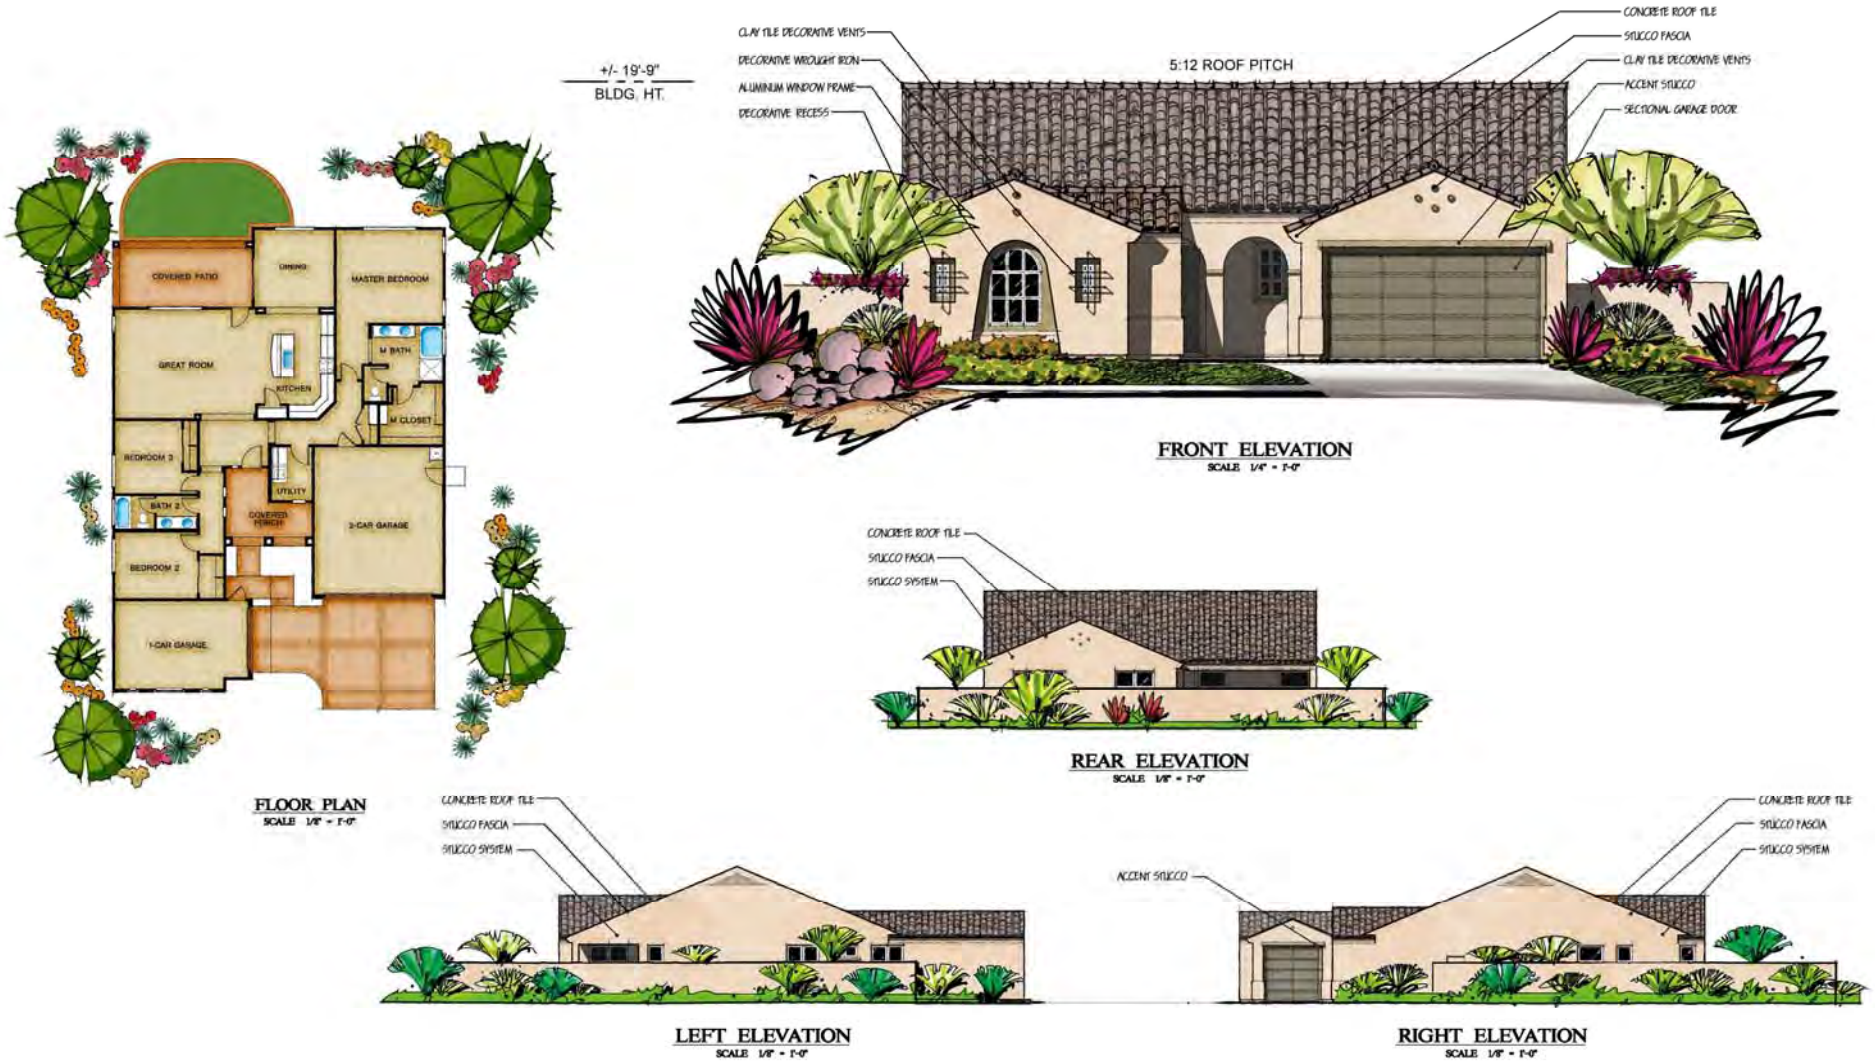 CLAY TILE DECORATIVE VENTS
DECORATIVE WROUGHT IRON
ALUMINUM WINDOW FRAME
DECORATIVE RECESS
+/- 19'-9"
BLDG. HT.
5:12 ROOF PITCH
CONCRETE ROOF TILE
STUCCO FASCIA
CLAY TILE DECORATIVE VENTS
ACCENT STUCCO
SECTIONAL GARAGE DOOR
FRONT ELEVATION
SCALE 1/4" = 1'-0"
COVERED PATIO
DINING
MASTER BEDROOM
GREAT ROOM
M BATH
KITCHEN
M CLOSET
BEDROOM 3
UTILITY
BATH 2
COVERED
PORCH
2-CAR GARAGE
BEDROOM 2
1-CAR GARAGE
FLOOR PLAN
SCALE 1/8" = 1'-0"
CONCRETE ROOF TILE
STUCCO FASCIA
STUCCO SYSTEM
REAR ELEVATION
SCALE 1/8" = 1'-0"
CONCRETE ROOF TILE
STUCCO FASCIA
STUCCO SYSTEM
LEFT ELEVATION
SCALE 1/8" = 1'-0"
ACCENT STUCCO
CONCRETE ROOF TILE
STUCCO FASCIA
STUCCO SYSTEM
RIGHT ELEVATION
SCALE 1/8" = 1'-0"